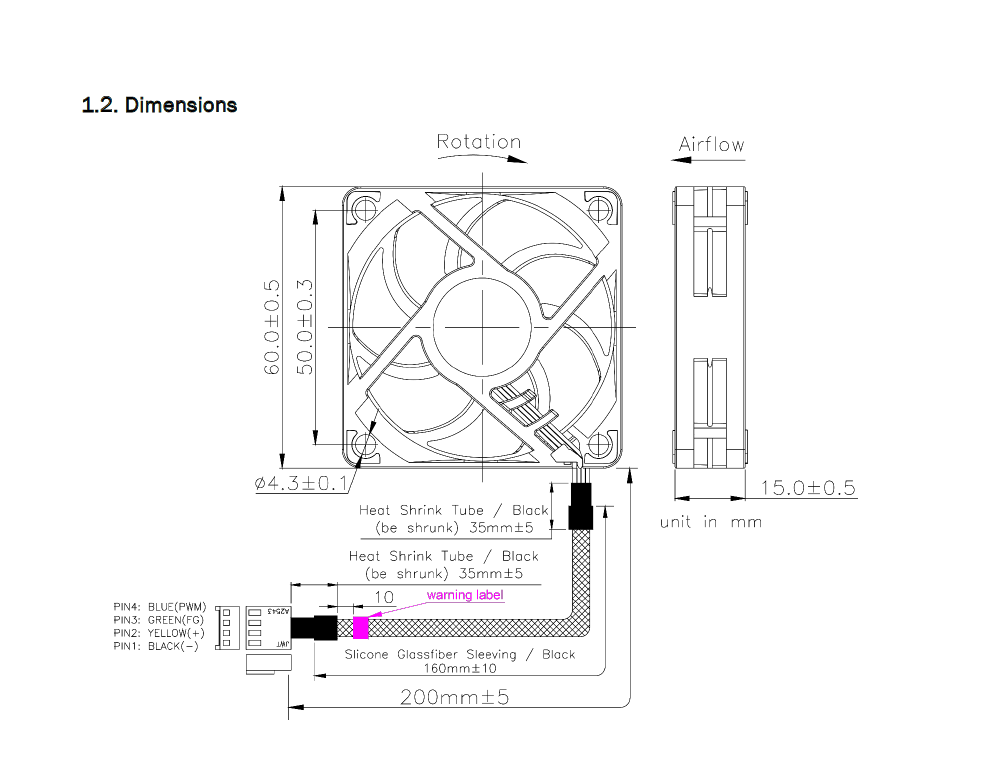 1.2. Dimensions
Rotation
Airflow
60.0±0.5
50.0±0.3
Ø4.3±0.1
15.0±0.5
unit in mm
Heat Shrink Tube / Black
(be shrunk) 35mm±5
Heat Shrink Tube / Black
(be shrunk) 35mm±5
10
warning label
PIN4: BLUE(PWM)
PIN3: GREEN(FG)
PIN2: YELLOW(+)
PIN1: BLACK(-)
A2543
JWT
Slicone Glassfiber Sleeving / Black
160mm±10
200mm±5